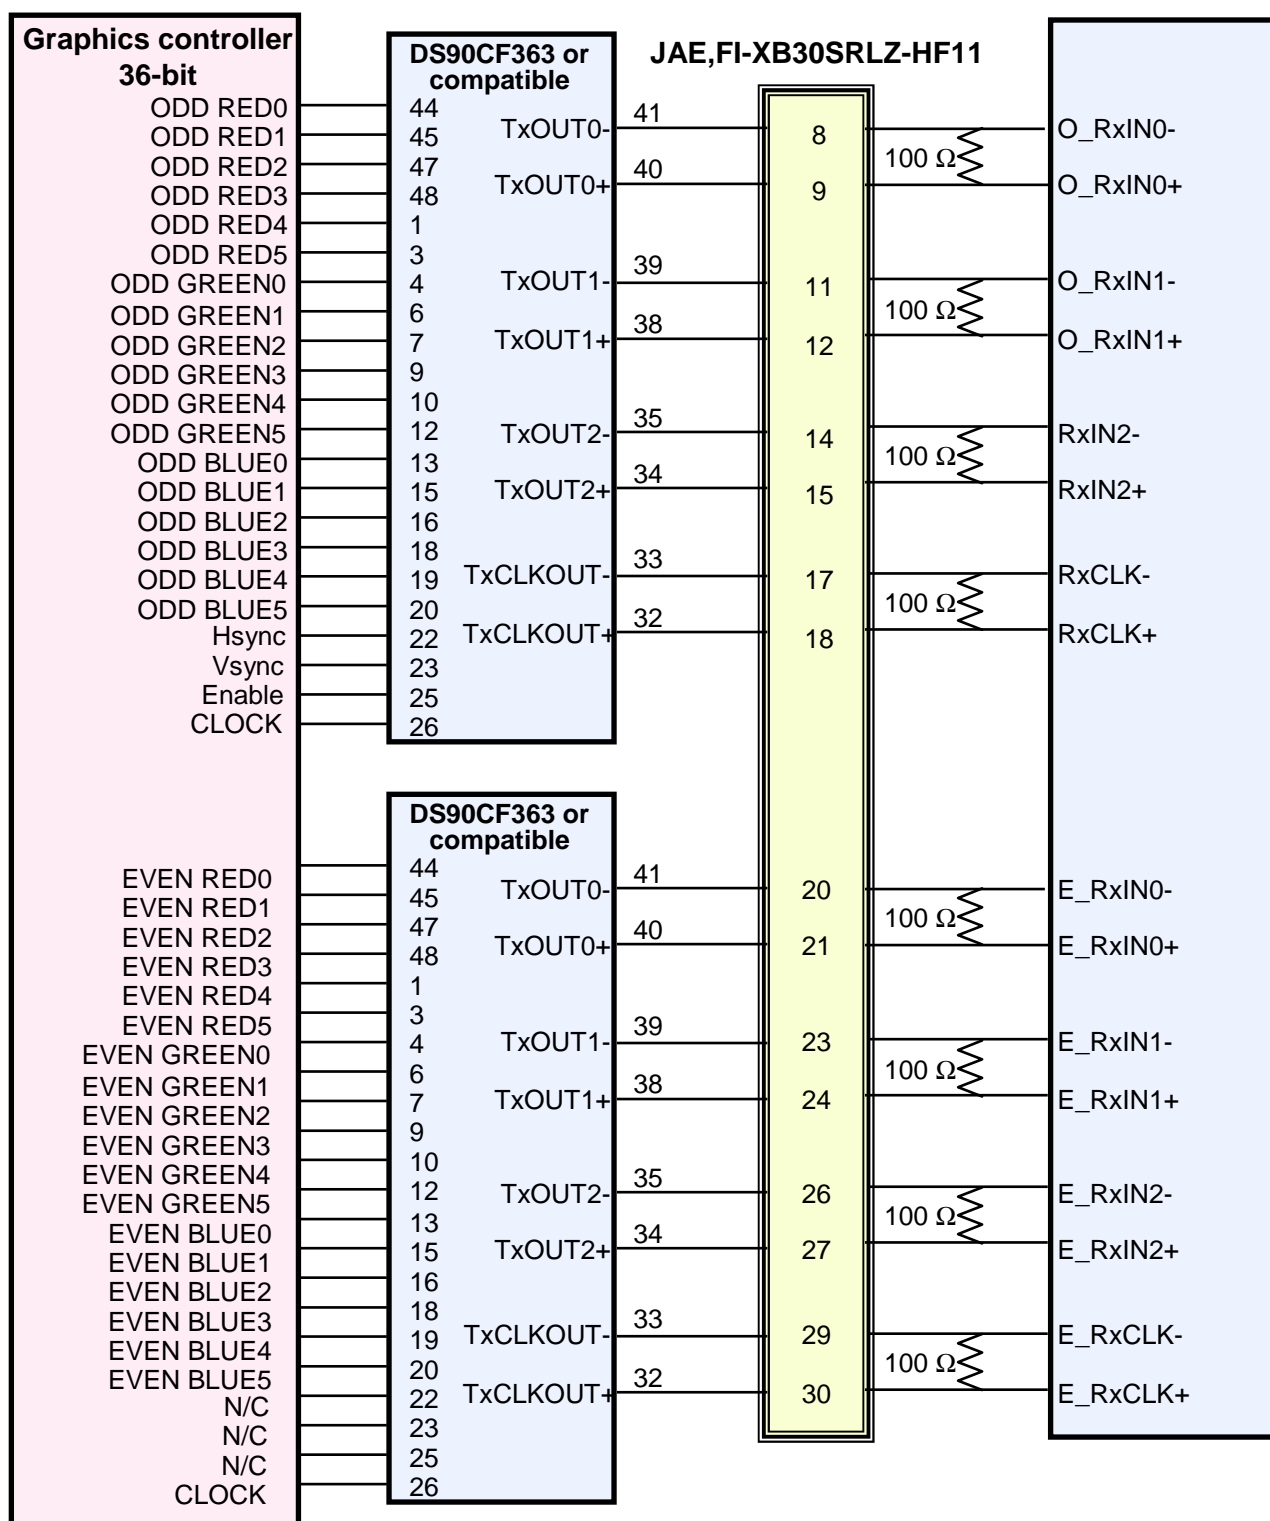 Graphics controller
36-bit
ODD RED0
ODD RED1
ODD RED2
ODD RED3
ODD RED4
ODD RED5
ODD GREEN0
ODD GREEN1
ODD GREEN2
ODD GREEN3
ODD GREEN4
ODD GREEN5
ODD BLUE0
ODD BLUE1
ODD BLUE2
ODD BLUE3
ODD BLUE4
ODD BLUE5
Hsync
Vsync
Enable
CLOCK
EVEN RED0
EVEN RED1
EVEN RED2
EVEN RED3
EVEN RED4
EVEN RED5
EVEN GREEN0
EVEN GREEN1
EVEN GREEN2
EVEN GREEN3
EVEN GREEN4
EVEN GREEN5
EVEN BLUE0
EVEN BLUE1
EVEN BLUE2
EVEN BLUE3
EVEN BLUE4
EVEN BLUE5
N/C
N/C
N/C
CLOCK
DS90CF363 or
compatible
44
45
47
48
1
3
4
6
7
9
10
12
13
15
16
18
19
20
22
23
25
26
TxOUT0-
TxOUT0+
TxOUT1-
TxOUT1+
TxOUT2-
TxOUT2+
TxCLKOUT-
TxCLKOUT+
41
40
39
38
35
34
33
32
DS90CF363 or
compatible
44
45
47
48
1
3
4
6
7
9
10
12
13
15
16
18
19
20
22
23
25
26
TxOUT0-
TxOUT0+
TxOUT1-
TxOUT1+
TxOUT2-
TxOUT2+
TxCLKOUT-
TxCLKOUT+
41
40
39
38
35
34
33
32
JAE,FI-XB30SRLZ-HF11
8
9
11
12
14
15
17
18
20
21
23
24
26
27
29
30
100 Ω
100 Ω
100 Ω
100 Ω
100 Ω
100 Ω
100 Ω
100 Ω
O_RxIN0-
O_RxIN0+
O_RxIN1-
O_RxIN1+
RxIN2-
RxIN2+
RxCLK-
RxCLK+
E_RxIN0-
E_RxIN0+
E_RxIN1-
E_RxIN1+
E_RxIN2-
E_RxIN2+
E_RxCLK-
E_RxCLK+